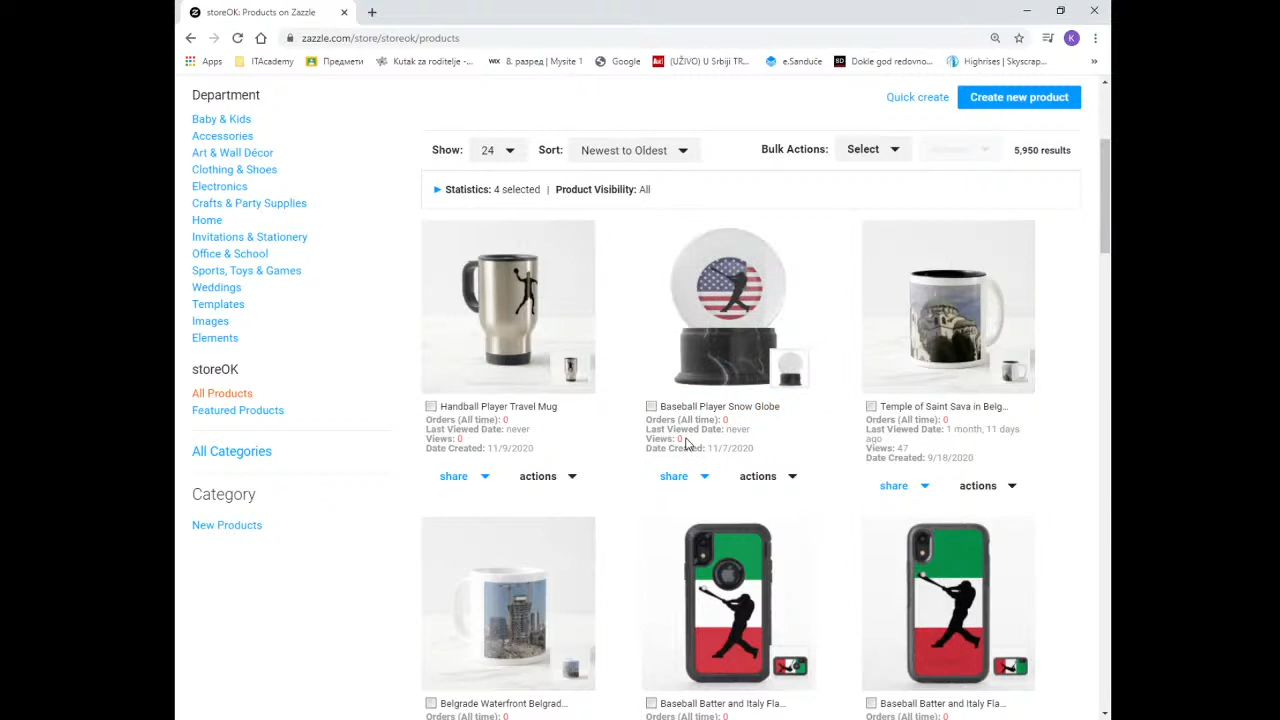 storeOK: Products on Zazzle
zazzle.com/store/storeok/products
K
Apps
ITAcademy
Предмети
Kutak za roditelje -...
WIX 8. разред | Mysite 1
Google
(UŽIVO) U Srbiji TR...
e.Sanduče
Dokle god redovno...
Highrises | Skyscrap...
Department
Quick create
Create new product
Baby & Kids
Accessories
Art & Wall Décor
Clothing & Shoes
Electronics
Crafts & Party Supplies
Home
Invitations & Stationery
Office & School
Sports, Toys & Games
Weddings
Templates
Images
Elements
storeOK
All Products
Featured Products
All Categories
Category
New Products
Show: 24 Sort: Newest to Oldest Bulk Actions: Select 5,950 results
Statistics: 4 selected | Product Visibility: All
Handball Player Travel Mug
Orders (All time): 0
Last Viewed Date: never
Views: 0
Date Created: 11/9/2020
share actions
Baseball Player Snow Globe
Orders (All time): 0
Last Viewed Date: never
Views: 0
Date Created: 11/7/2020
share actions
Temple of Saint Sava in Belg...
Orders (All time): 0
Last Viewed Date: 1 month, 11 days
ago
Views: 47
Date Created: 9/18/2020
share actions
Belgrade Waterfront Belgrad...
Orders (All time): 0
Baseball Batter and Italy Fla...
Orders (All time): 0
Baseball Batter and Italy Fla...
Orders (All time): 0